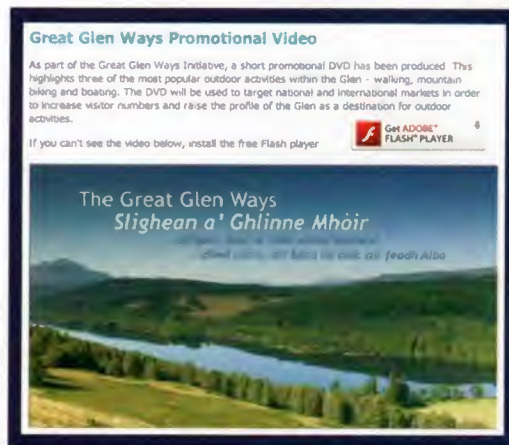 Great Glen Ways Promotional Video
As part of the Great Glen Ways Initiative, a short promotional DVD has been produced This
highlights three of the most popular outdoor activities within the Glen - walking, mountain
biking and boating. The DVD will be used to target national and international markets in order
to increase visitor numbers and raise the profile of the Glen as a destination for outdoor
activities.
Get ADOBE®
FLASH® PLAYER
If you can't see the video below, install the free Flash player
The Great Glen Ways
Slighean a' Ghlinne Mhòir
air feadh Alba